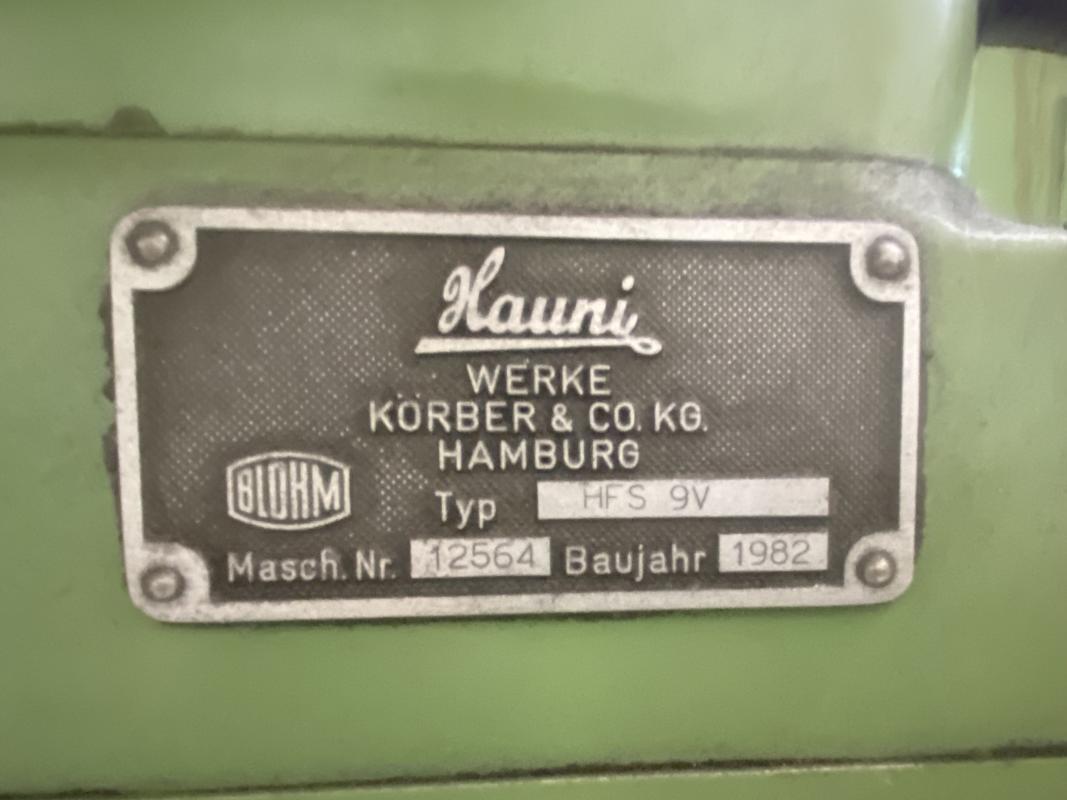 Hauni
WERKE
KÖRBER & CO. KG.
HAMBURG
BLOHM
Typ HFS 9V
Masch. Nr. 12564 Baujahr 1982